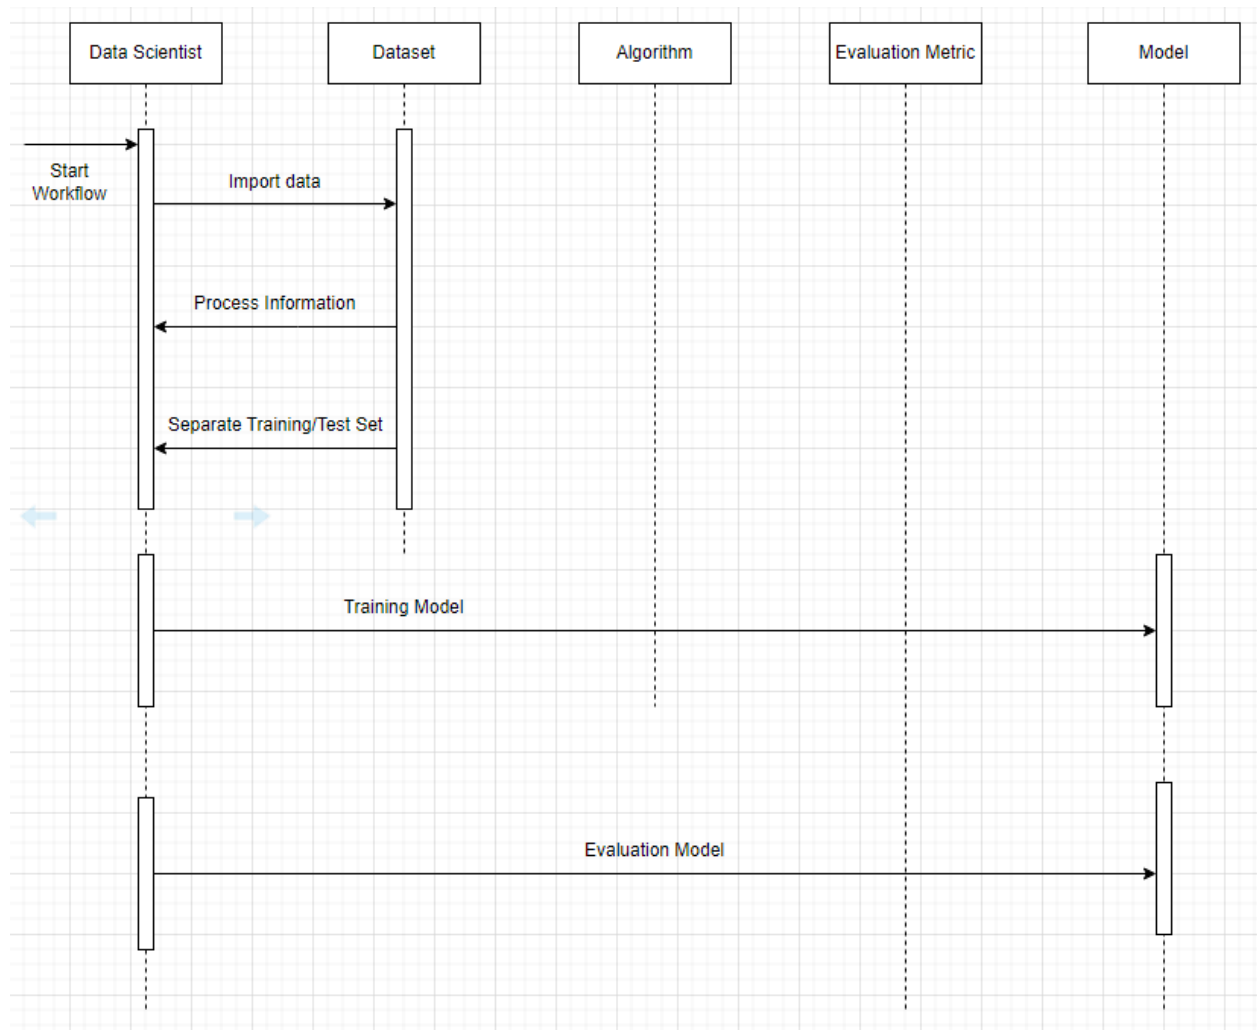 Data Scientist
Dataset
Algorithm
Evaluation Metric
Model
Start
Workflow
Import data
Process Information
Separate Training/Test Set
Training Model
Evaluation Model